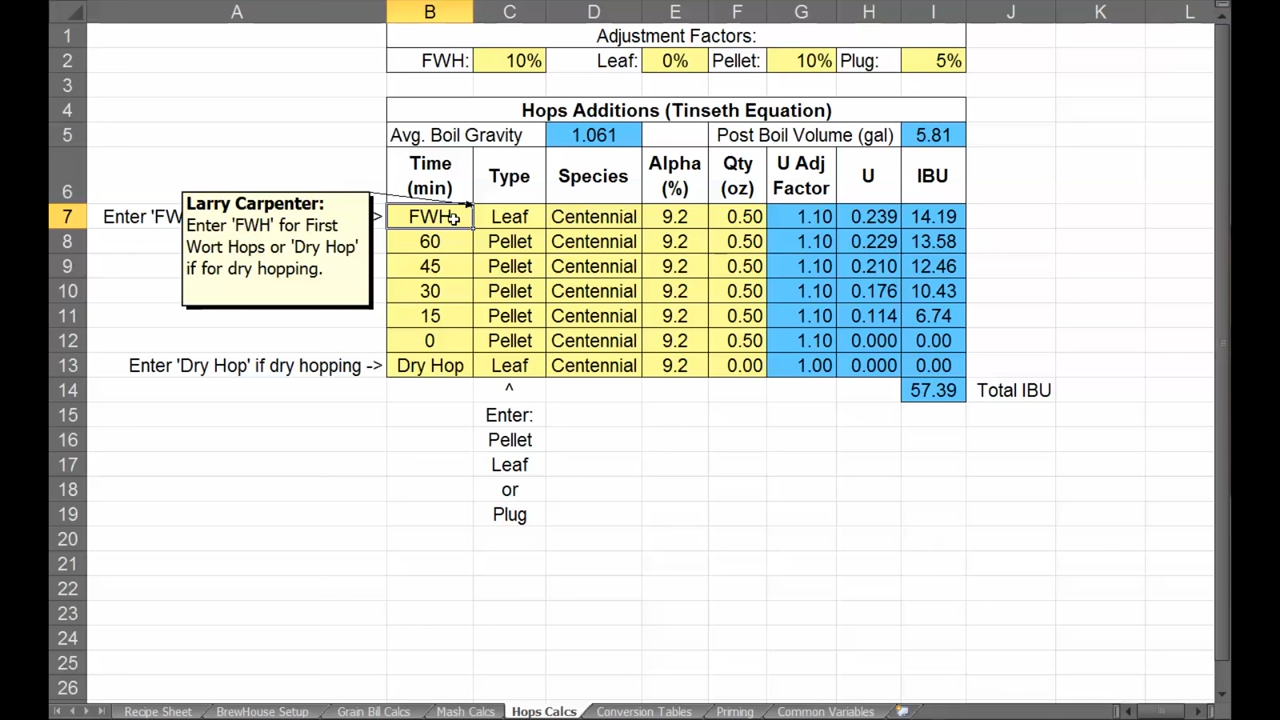 A B C D E F G H I J K L
1 Adjustment Factors:
2 FWH: 10% Leaf: 0% Pellet: 10% Plug: 5%
3
4 Hops Additions (Tinseth Equation)
5 Avg. Boil Gravity 1.061 Post Boil Volume (gal) 5.81
6 Time (min) Type Species Alpha (%) Qty (oz) U Adj Factor U IBU
Larry Carpenter:
Enter 'FWH' for First
Wort Hops or 'Dry Hop'
if for dry hopping.
7 Enter 'FW > FWH Leaf Centennial 9.2 0.50 1.10 0.239 14.19
8 60 Pellet Centennial 9.2 0.50 1.10 0.229 13.58
9 45 Pellet Centennial 9.2 0.50 1.10 0.210 12.46
10 30 Pellet Centennial 9.2 0.50 1.10 0.176 10.43
11 15 Pellet Centennial 9.2 0.50 1.10 0.114 6.74
12 0 Pellet Centennial 9.2 0.50 1.10 0.000 0.00
13 Enter 'Dry Hop' if dry hopping -> Dry Hop Leaf Centennial 9.2 0.00 1.00 0.000 0.00
14 ^ 57.39 Total IBU
15 Enter:
16 Pellet
17 Leaf
18 or
19 Plug
20
21
22
23
24
25
26
Recipe Sheet BrewHouse Setup Grain Bill Calcs Mash Calcs Hops Calcs Conversion Tables Priming Common Variables